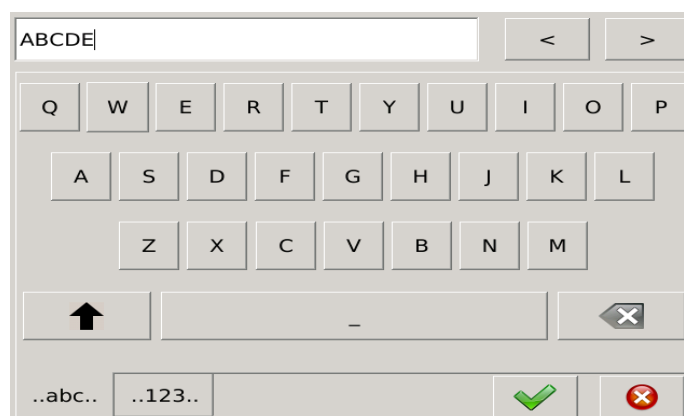 ABCDE < >
Q W E R T Y U I O P
A S D F G H J K L
Z X C V B N M
_
..abc.. ..123..